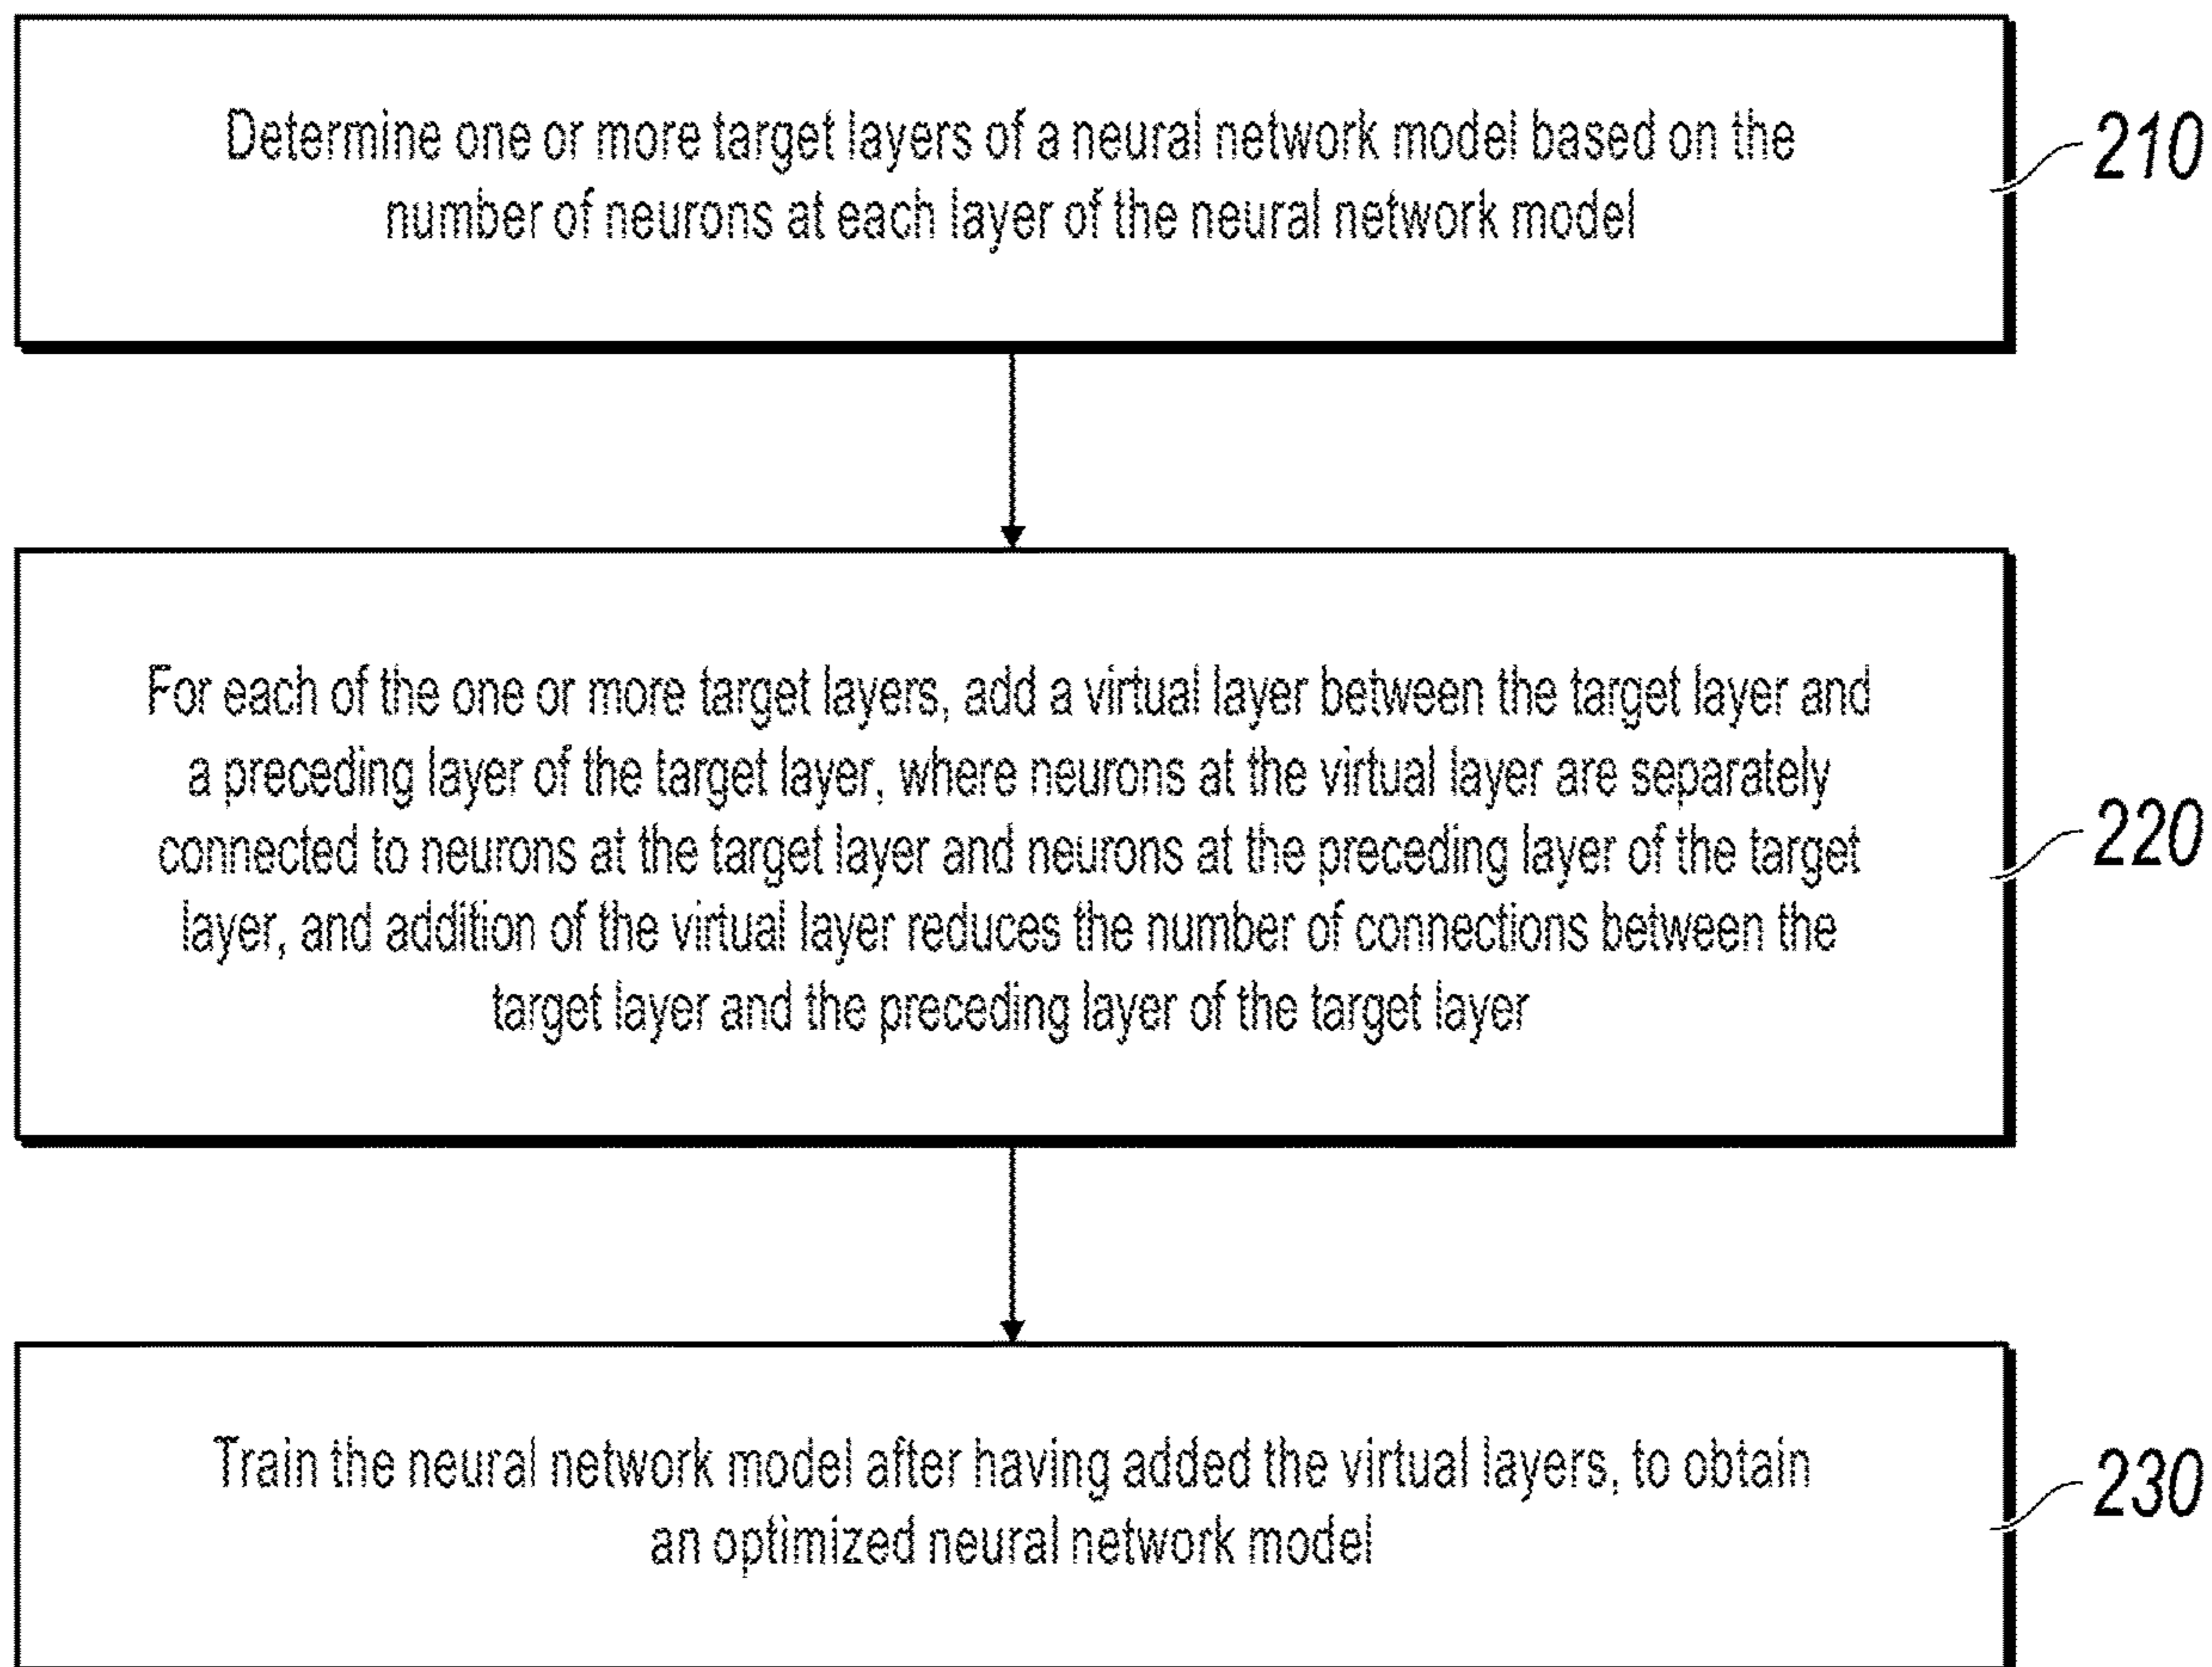 Determine one or more target layers of a neural network model based on the
number of neurons at each layer of the neural network model
210
For each of the one or more target layers, add a virtual layer between the target layer and
a preceding layer of the target layer, where neurons at the virtual layer are separately
connected to neurons at the target layer and neurons at the preceding layer of the target
layer, and addition of the virtual layer reduces the number of connections between the
target layer and the preceding layer of the target layer
220
Train the neural network model after having added the virtual layers, to obtain
an optimized neural network model
230